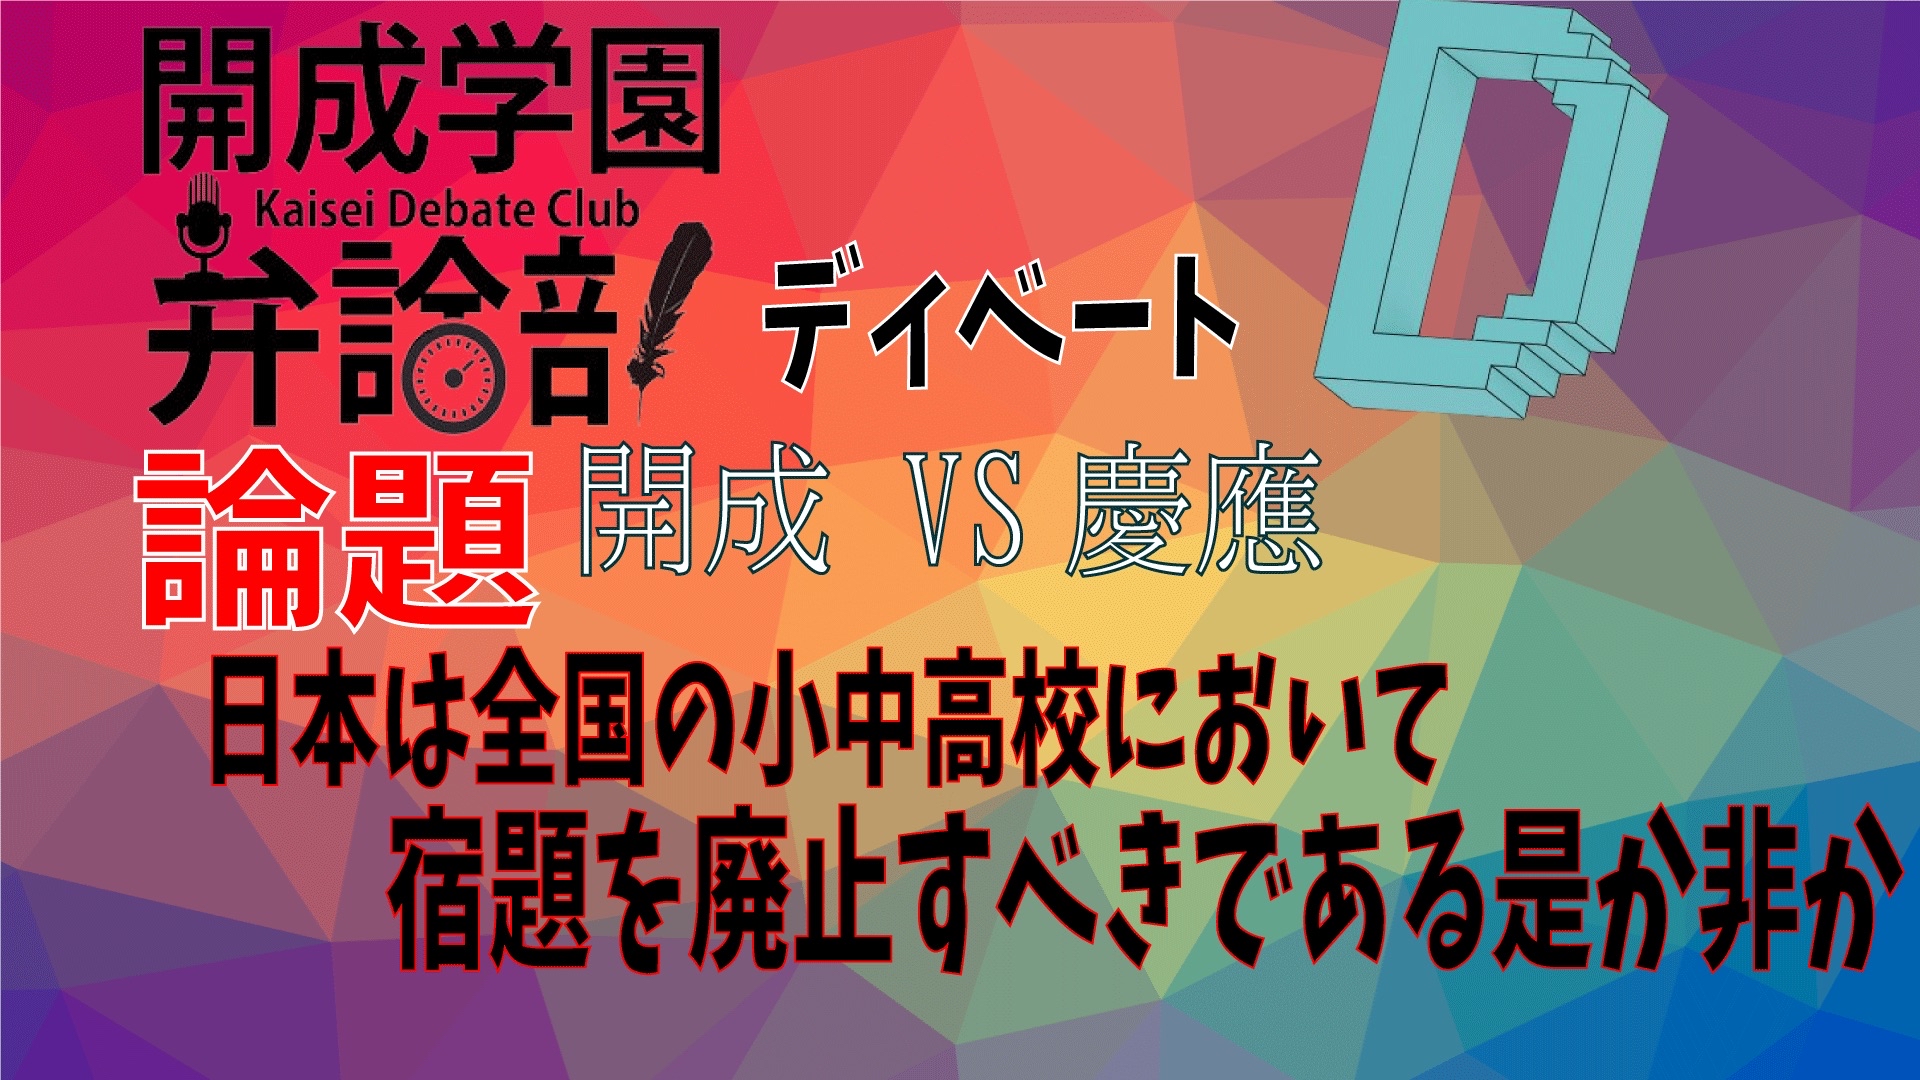 開成学園
Kaisei Debate Club
弁論部
ディベート
論題
開成 VS 慶應
日本は全国の小中高校において
宿題を廃止すべきである是か非か